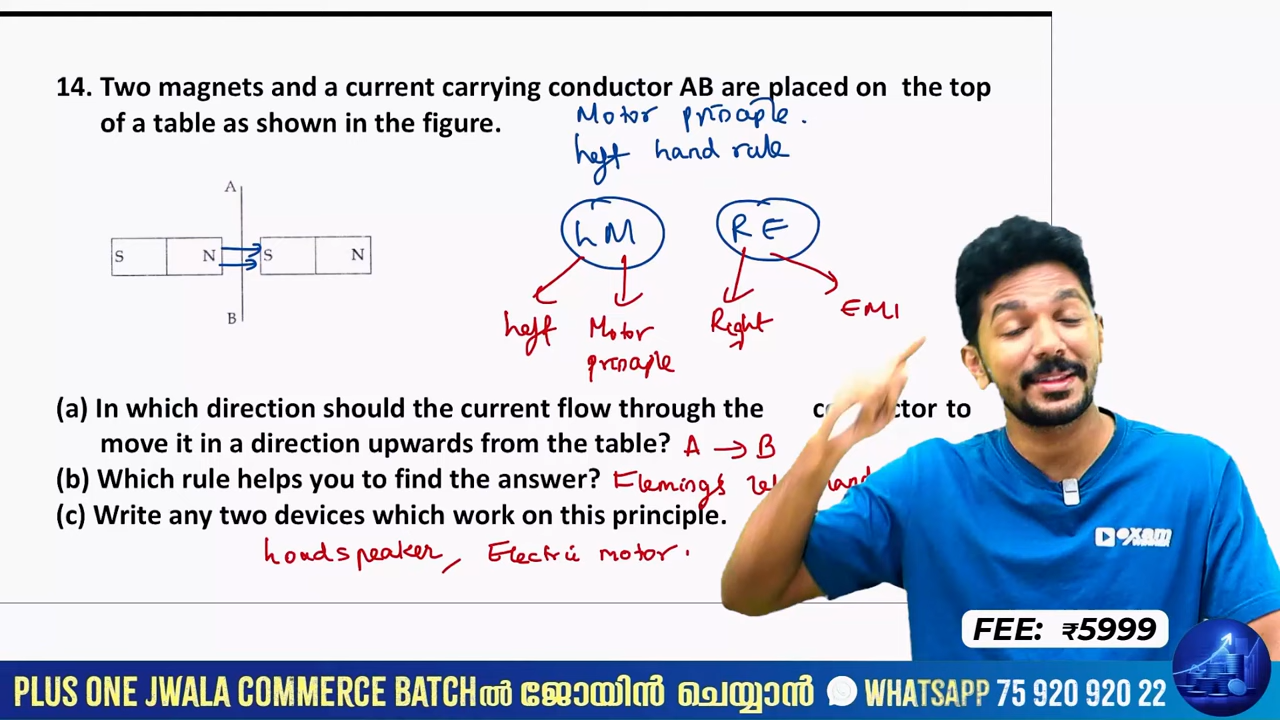 14. Two magnets and a current carrying conductor AB are placed on the top
of a table as shown in the figure.
Motor principle.
Left hand rule
A
S N S N
B
L M R E
Left Motor principle Right EMI
(a) In which direction should the current flow through the tor to
move it in a direction upwards from the table? A → B
(b) Which rule helps you to find the answer? Fleming's hand
(c) Write any two devices which work on this principle.
Loudspeaker, Electric motor.
exam
FEE: ₹5999
PLUS ONE JWALA COMMERCE BATCHൽ ജോയിൻ ചെയ്യാൻ WHATSAPP 75 920 920 22